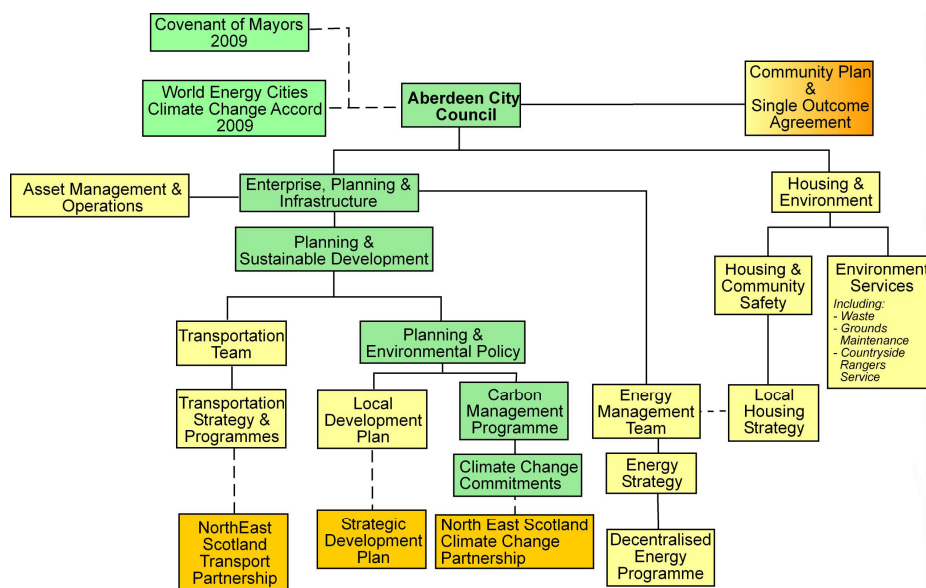 Covenant of Mayors
2009
World Energy Cities
Climate Change Accord
2009
Aberdeen City
Council
Community Plan
&
Single Outcome
Agreement
Asset Management &
Operations
Enterprise, Planning &
Infrastructure
Housing &
Environment
Planning &
Sustainable Development
Housing &
Community
Safety
Environment
Services
Including:
- Waste
- Grounds
Maintenance
- Countryside
Rangers
Service
Transportation
Team
Planning &
Environmental Policy
Transportation
Strategy &
Programmes
Local
Development
Plan
Carbon
Management
Programme
Energy
Management
Team
Local
Housing
Strategy
Climate Change
Commitments
Energy
Strategy
NorthEast
Scotland
Transport
Partnership
Strategic
Development
Plan
North East Scotland
Climate Change
Partnership
Decentralised
Energy
Programme